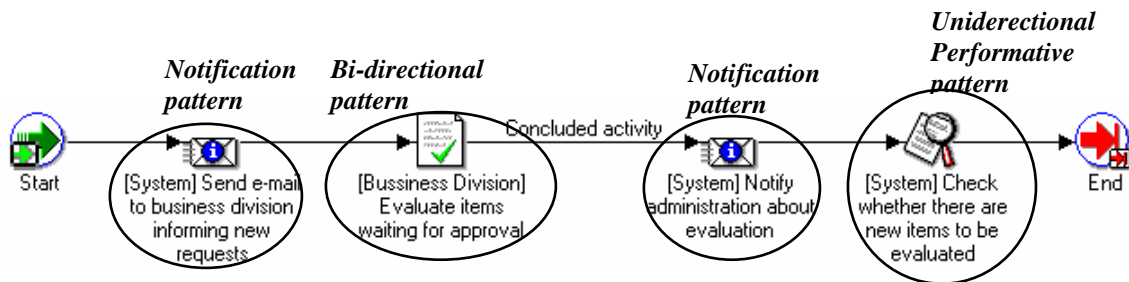 Notification
pattern
Bi-directional
pattern
Notification
pattern
Uniderectional
Performative
pattern
Start
[System] Send e-mail
to business division
informing new
requests
[Bussiness Division]
Evaluate items
waiting for approval
Concluded activity
[System] Notify
administration about
evaluation
[System] Check
whether there are
new items to be
evaluated
End